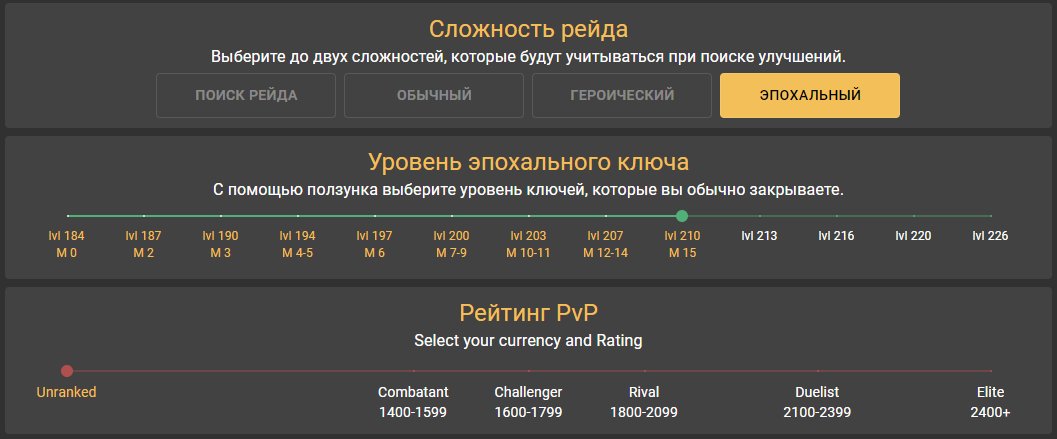 Сложность рейда
Выберите до двух сложностей, которые будут учитываться при поиске улучшений.
ПОИСК РЕЙДА ОБЫЧНЫЙ ГЕРОИЧЕСКИЙ ЭПОХАЛЬНЫЙ
Уровень эпохального ключа
С помощью ползунка выберите уровень ключей, которые вы обычно закрываете.
lvl 184 lvl 187 lvl 190 lvl 194 lvl 197 lvl 200 lvl 203 lvl 207 lvl 210 lvl 213 lvl 216 lvl 220 lvl 226
M 0 M 2 M 3 M 4-5 M 6 M 7-9 M 10-11 M 12-14 M 15
Рейтинг PvP
Select your currency and Rating
Unranked Combatant Challenger Rival Duelist Elite
1400-1599 1600-1799 1800-2099 2100-2399 2400+